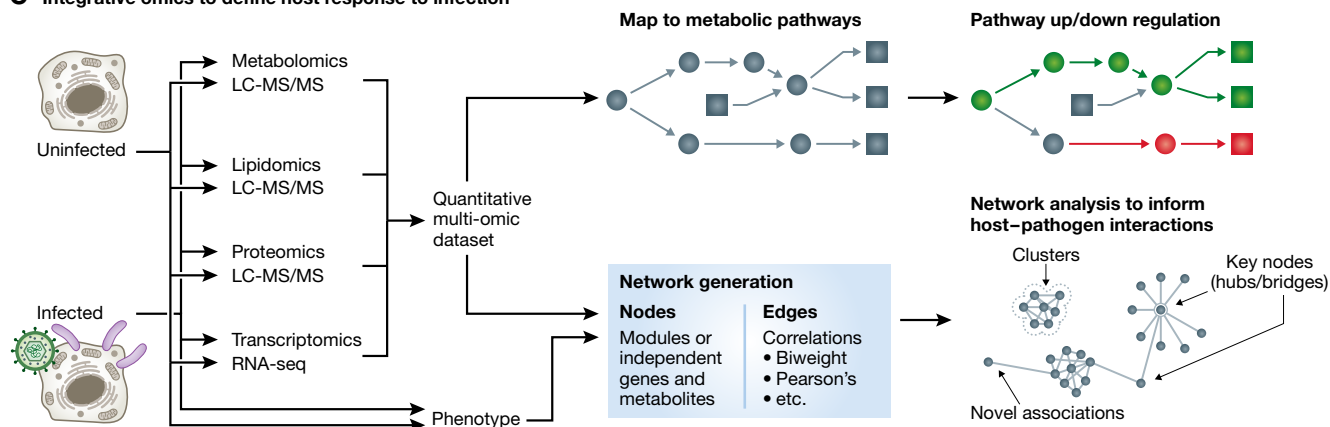 Integrative omics to define host response to infection
Uninfected
Infected
Metabolomics
LC-MS/MS
Lipidomics
LC-MS/MS
Proteomics
LC-MS/MS
Transcriptomics
RNA-seq
Phenotype
Quantitative
multi-omic
dataset
Map to metabolic pathways
Pathway up/down regulation
Network generation
Nodes
Modules or
independent
genes and
metabolites
Edges
Correlations
• Biweight
• Pearson's
• etc.
Network analysis to inform
host–pathogen interactions
Clusters
Key nodes
(hubs/bridges)
Novel associations